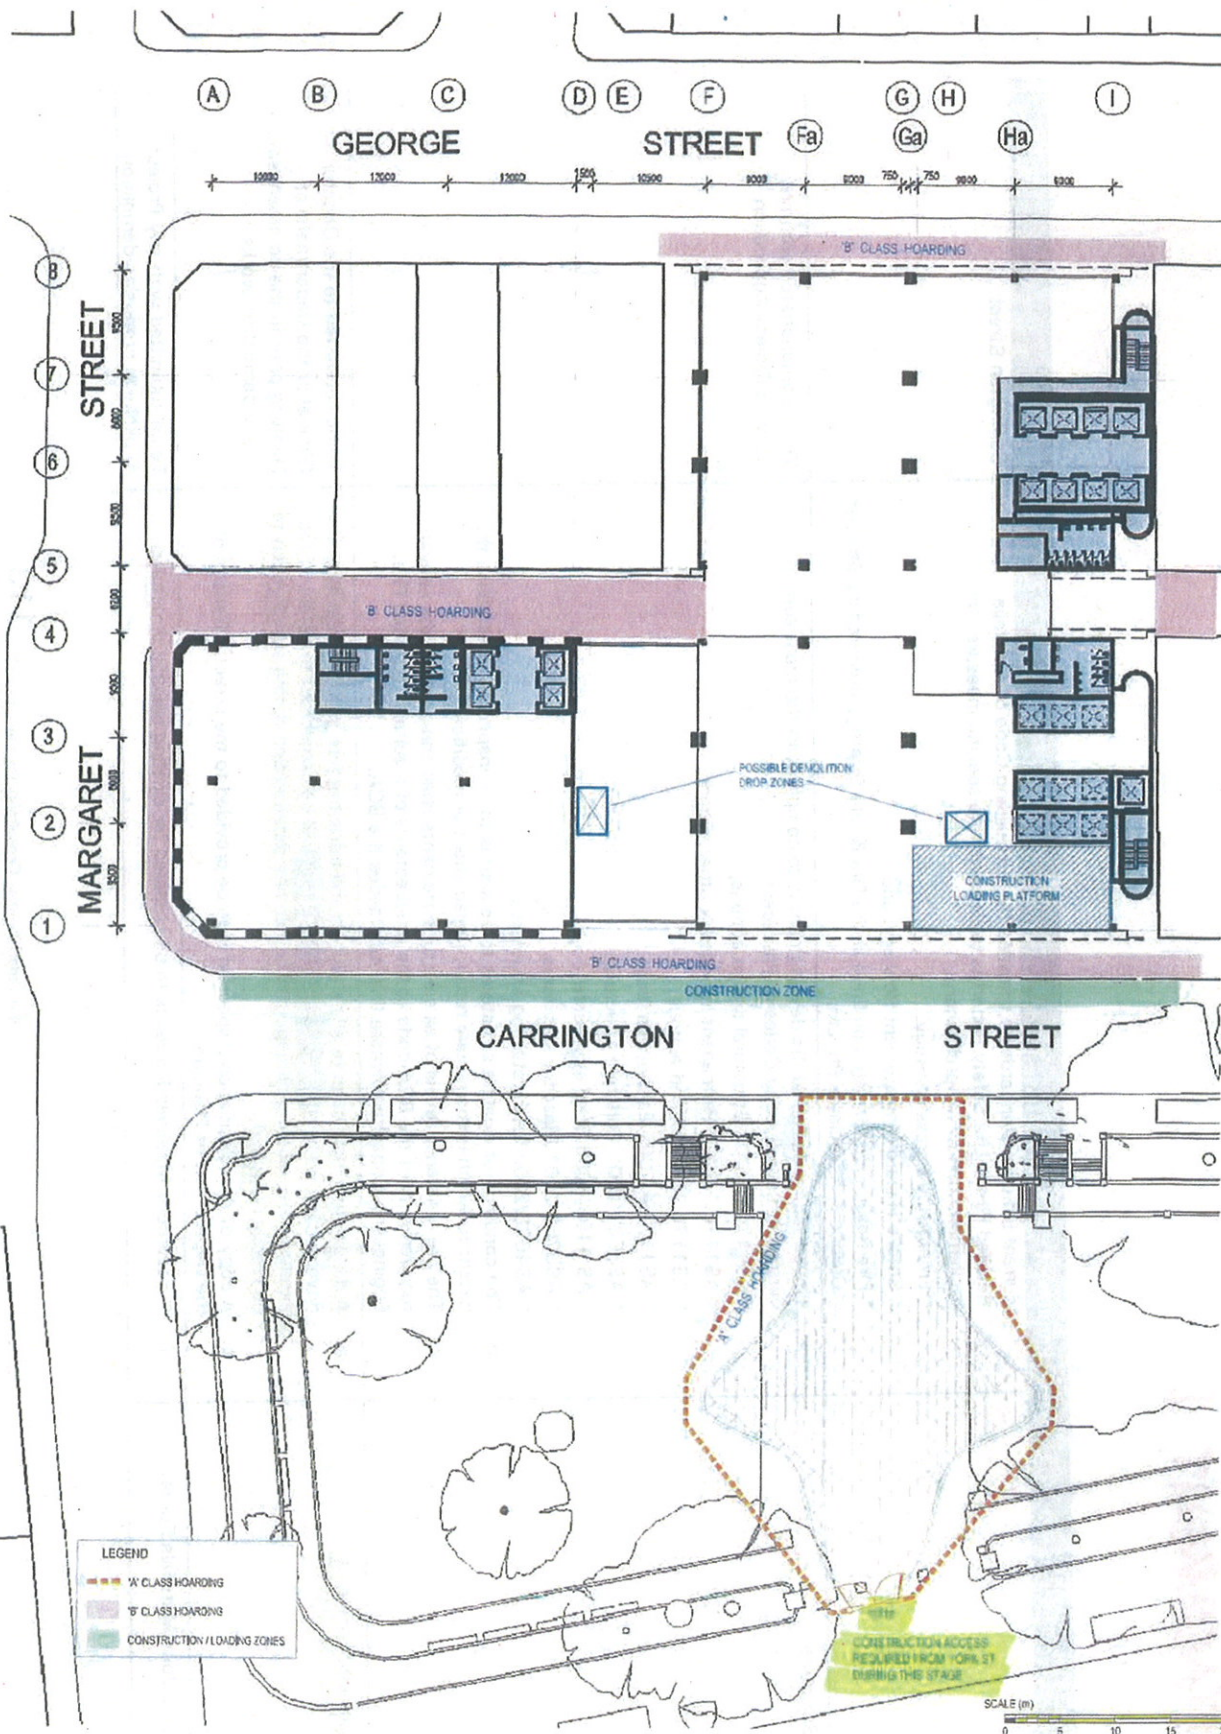 A B C D E F G H I
Fa Ga Ha
GEORGE STREET
10000 12000 12000 1500 10500 9000 750 750 9000
'B' CLASS HOARDING
8
7
6
5
4
3
2
1
MARGARET STREET
'B' CLASS HOARDING
POSSIBLE DEMOLITION
DROP ZONES
CONSTRUCTION
LOADING PLATFORM
'B' CLASS HOARDING
CONSTRUCTION ZONE
CARRINGTON STREET
'A' CLASS HOARDING
LEGEND
'A' CLASS HOARDING
'B' CLASS HOARDING
CONSTRUCTION / LOADING ZONES
CONSTRUCTION ACCESS
REQUIRED FROM YORK ST
DURING THIS STAGE
SCALE (m)
0 5 10 15